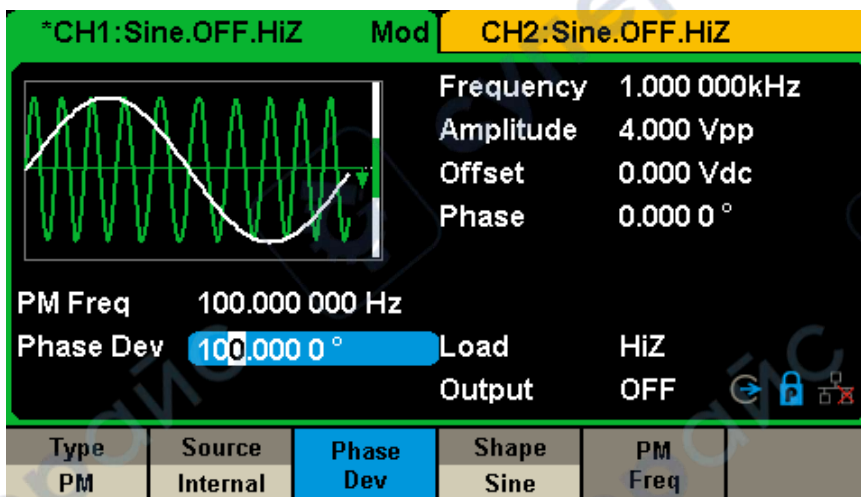 *CH1:Sine.OFF.HiZ Mod CH2:Sine.OFF.HiZ
Frequency 1.000 000kHz
Amplitude 4.000 Vpp
Offset 0.000 Vdc
Phase 0.000 0 °
PM Freq 100.000 000 Hz
Phase Dev 100.000 0 °
Load HiZ
Output OFF
Type Source Phase Dev Shape PM Freq
PM Internal Sine